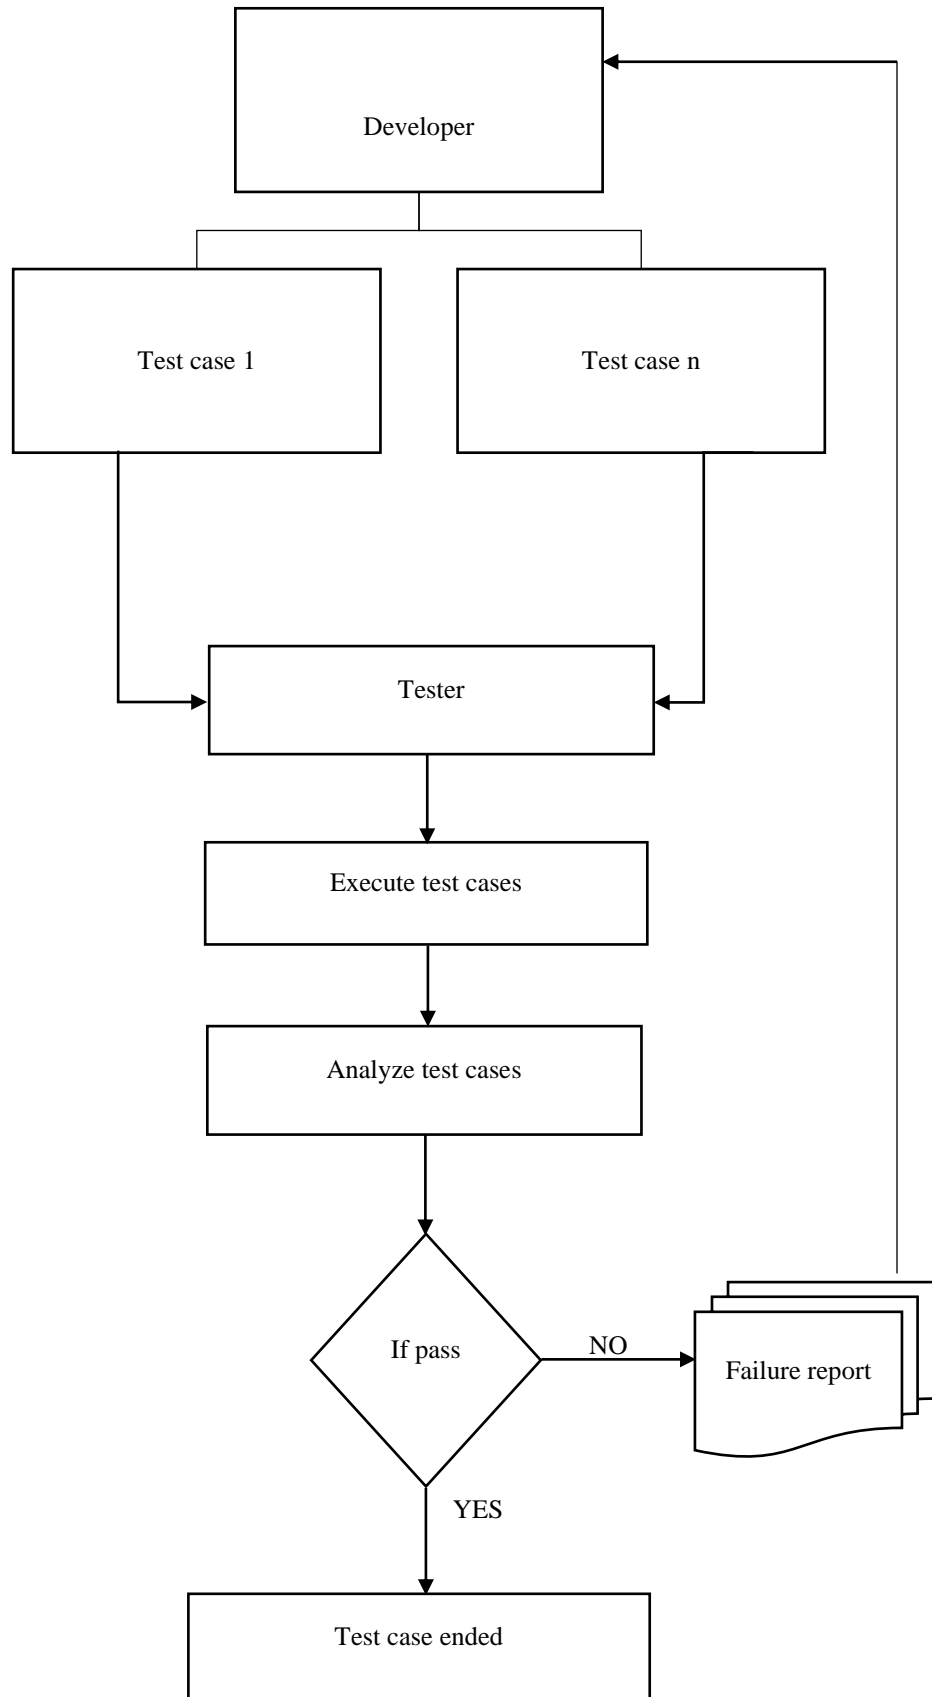 Developer
Test case 1
Test case n
Tester
Execute test cases
Analyze test cases
If pass
NO
Failure report
YES
Test case ended